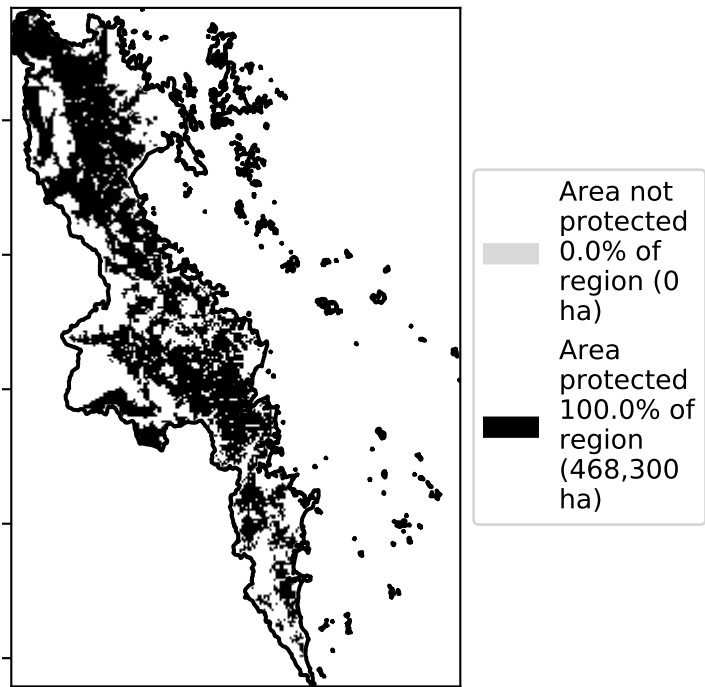 Area not
protected
0.0% of
region (0
ha)
Area
protected
100.0% of
region
(468,300
ha)